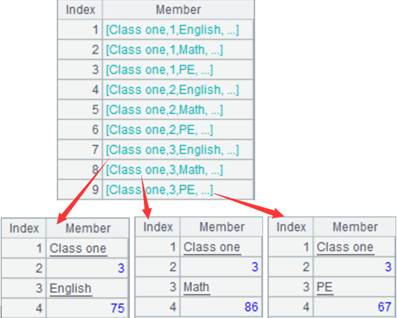 Index Member
1 [Class one,1,English, ...]
2 [Class one,1,Math, ...]
3 [Class one,1,PE, ...]
4 [Class one,2,English, ...]
5 [Class one,2,Math, ...]
6 [Class one,2,PE, ...]
7 [Class one,3,English, ...]
8 [Class one,3,Math, ...]
9 [Class one,3,PE, ...]
Index Member
1 Class one
2 3
3 English
4 75
Index Member
1 Class one
2 3
3 Math
4 86
Index Member
1 Class one
2 3
3 PE
4 67